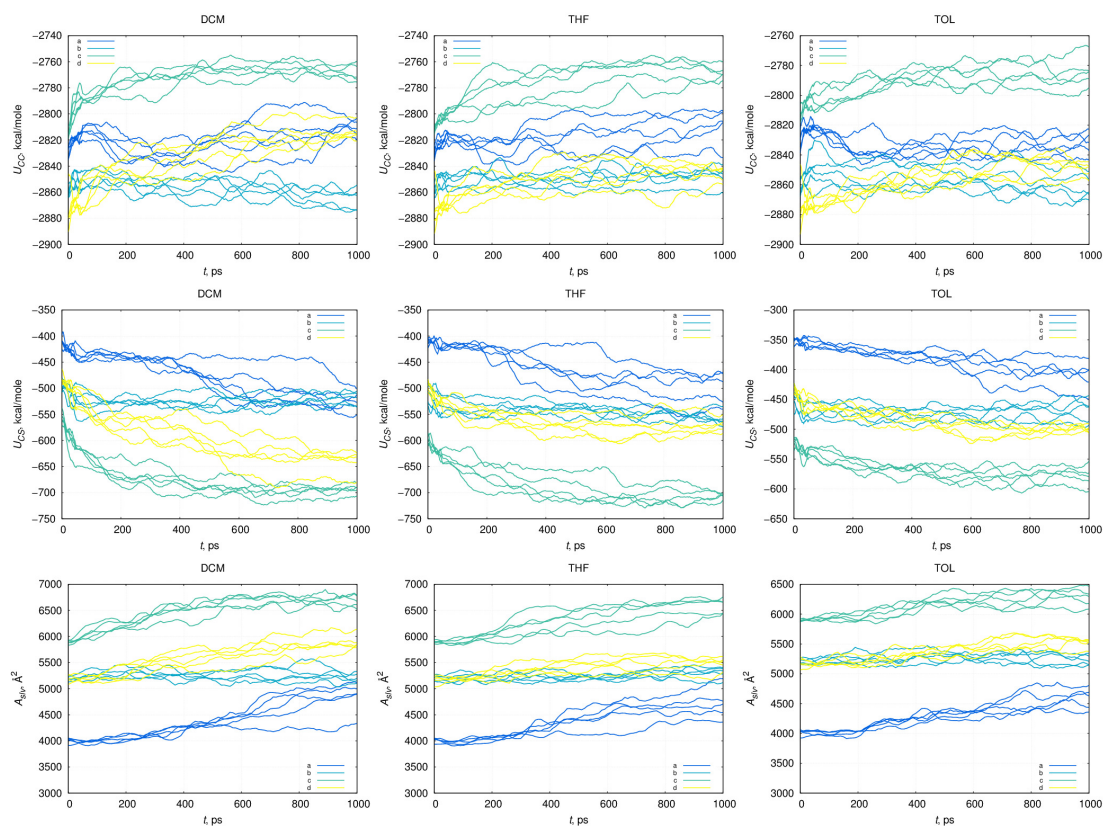 DCM
−2740
−2760
−2780
−2800
−2820
−2840
−2860
−2880
−2900
U_CC, kcal/mole
a
b
c
d
0 200 400 600 800 1000
t, ps
THF
−2740
−2760
−2780
−2800
−2820
−2840
−2860
−2880
−2900
U_CC, kcal/mole
a
b
c
d
0 200 400 600 800 1000
t, ps
TOL
−2760
−2780
−2800
−2820
−2840
−2860
−2880
−2900
U_CC, kcal/mole
a
b
c
d
0 200 400 600 800 1000
t, ps
DCM
−350
−400
−450
−500
−550
−600
−650
−700
−750
U_CS, kcal/mole
a
b
c
d
0 200 400 600 800 1000
t, ps
THF
−350
−400
−450
−500
−550
−600
−650
−700
−750
U_CS, kcal/mole
a
b
c
d
0 200 400 600 800 1000
t, ps
TOL
−300
−350
−400
−450
−500
−550
−600
−650
U_CS, kcal/mole
a
b
c
d
0 200 400 600 800 1000
t, ps
DCM
7000
6500
6000
5500
5000
4500
4000
3500
3000
A_slv, Å²
a
b
c
d
0 200 400 600 800 1000
t, ps
THF
7000
6500
6000
5500
5000
4500
4000
3500
3000
A_slv, Å²
a
b
c
d
0 200 400 600 800 1000
t, ps
TOL
6500
6000
5500
5000
4500
4000
3500
3000
A_slv, Å²
a
b
c
d
0 200 400 600 800 1000
t, ps